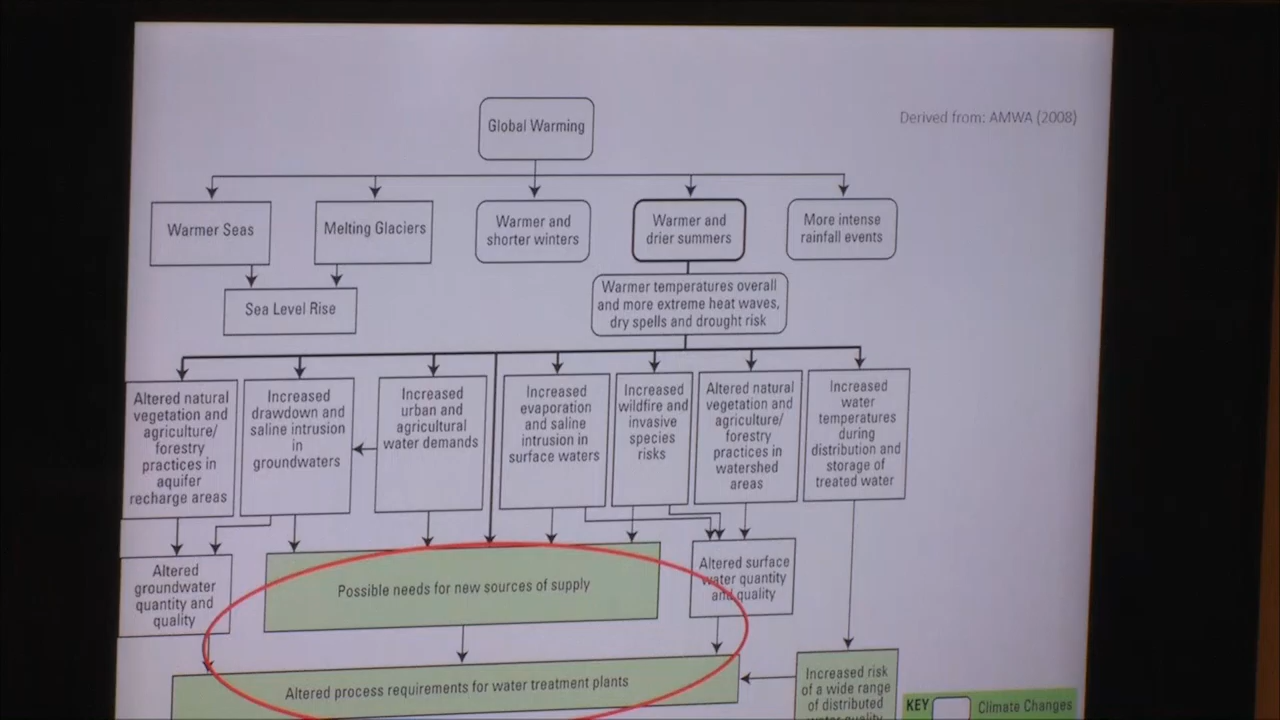 Derived from: AMWA (2008)
Global Warming
Warmer Seas
Melting Glaciers
Warmer and
shorter winters
Warmer and
drier summers
More intense
rainfall events
Sea Level Rise
Warmer temperatures overall
and more extreme heat waves,
dry spells and drought risk
Altered natural
vegetation and
agriculture/
forestry
practices in
aquifer
recharge areas
Increased
drawdown and
saline intrusion
in
groundwaters
Increased
urban and
agricultural
water demands
Increased
evaporation
and saline
intrusion in
surface waters
Increased
wildfire and
invasive
species
risks
Altered natural
vegetation and
agriculture/
forestry
practices in
watershed
areas
Increased
water
temperatures
during
distribution and
storage of
treated water
Altered
groundwater
quantity and
quality
Possible needs for new sources of supply
Altered surface
water quantity
and quality
Altered process requirements for water treatment plants
Increased risk
of a wide range
of distributed
water quality
KEY
Climate Changes